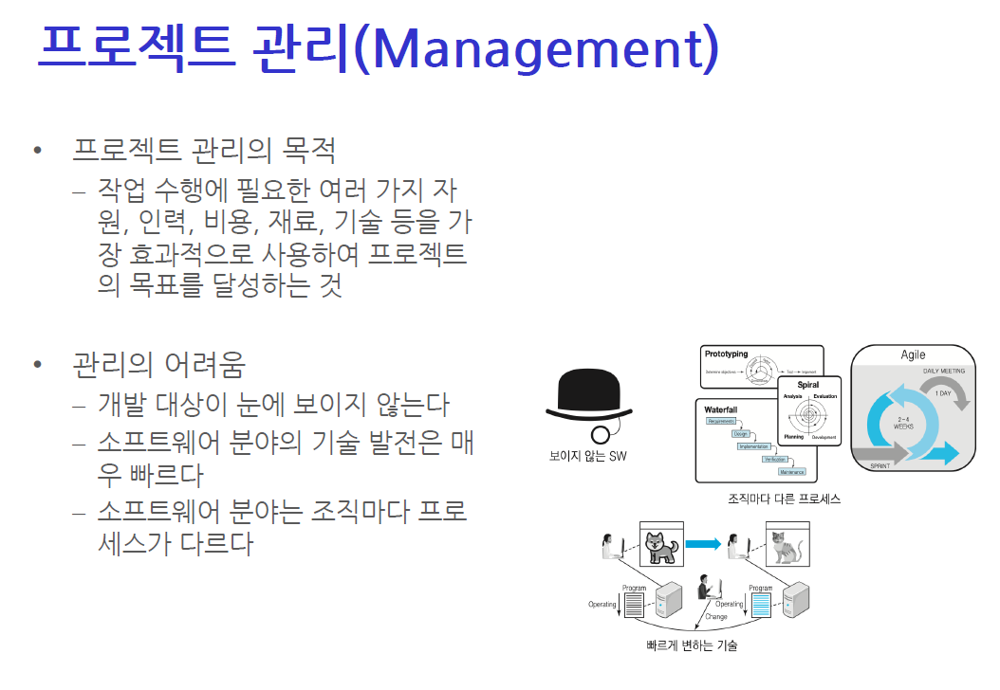 프로젝트 관리(Management)
• 프로젝트 관리의 목적
– 작업 수행에 필요한 여러 가지 자
원, 인력, 비용, 재료, 기술 등을 가
장 효과적으로 사용하여 프로젝트
의 목표를 달성하는 것
• 관리의 어려움
– 개발 대상이 눈에 보이지 않는다
– 소프트웨어 분야의 기술 발전은 매
우 빠르다
– 소프트웨어 분야는 조직마다 프로
세스가 다르다
보이지 않는 SW
Prototyping
Test
Implement
Spiral
Analysis
Evaluation
Planning
Development
Waterfall
Requirements
Design
Implementation
Verification
Maintenance
Agile
DAILY MEETING
1 DAY
2-4
WEEKS
SPRINT
조직마다 다른 프로세스
Program
Operating
Change
Program
Operating
빠르게 변하는 기술